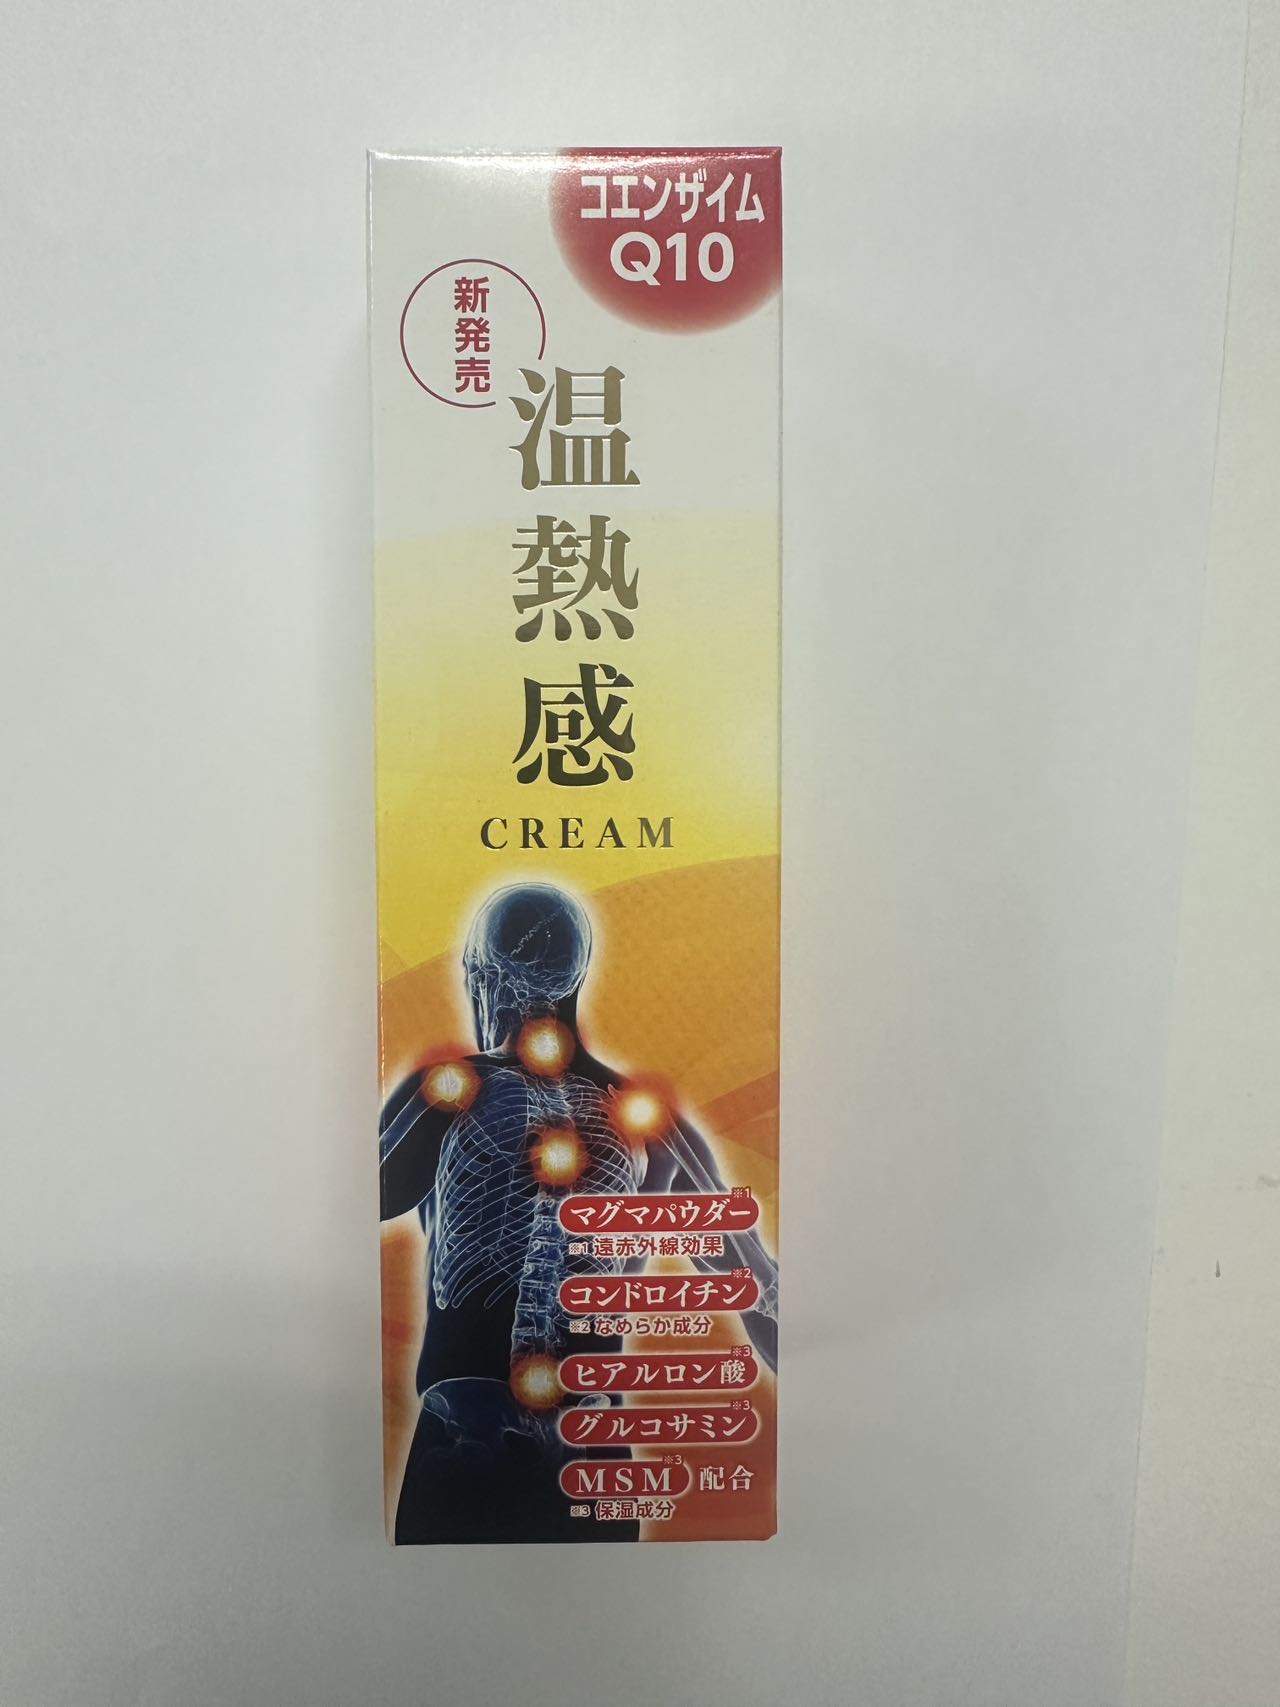 コエンザイム
Q10
新発売
温熱感
CREAM
マグマパウダー※1
※1 遠赤外線効果
コンドロイチン※2
※2 なめらか成分
ヒアルロン酸※3
グルコサミン※3
MSM※3 配合
※3 保湿成分